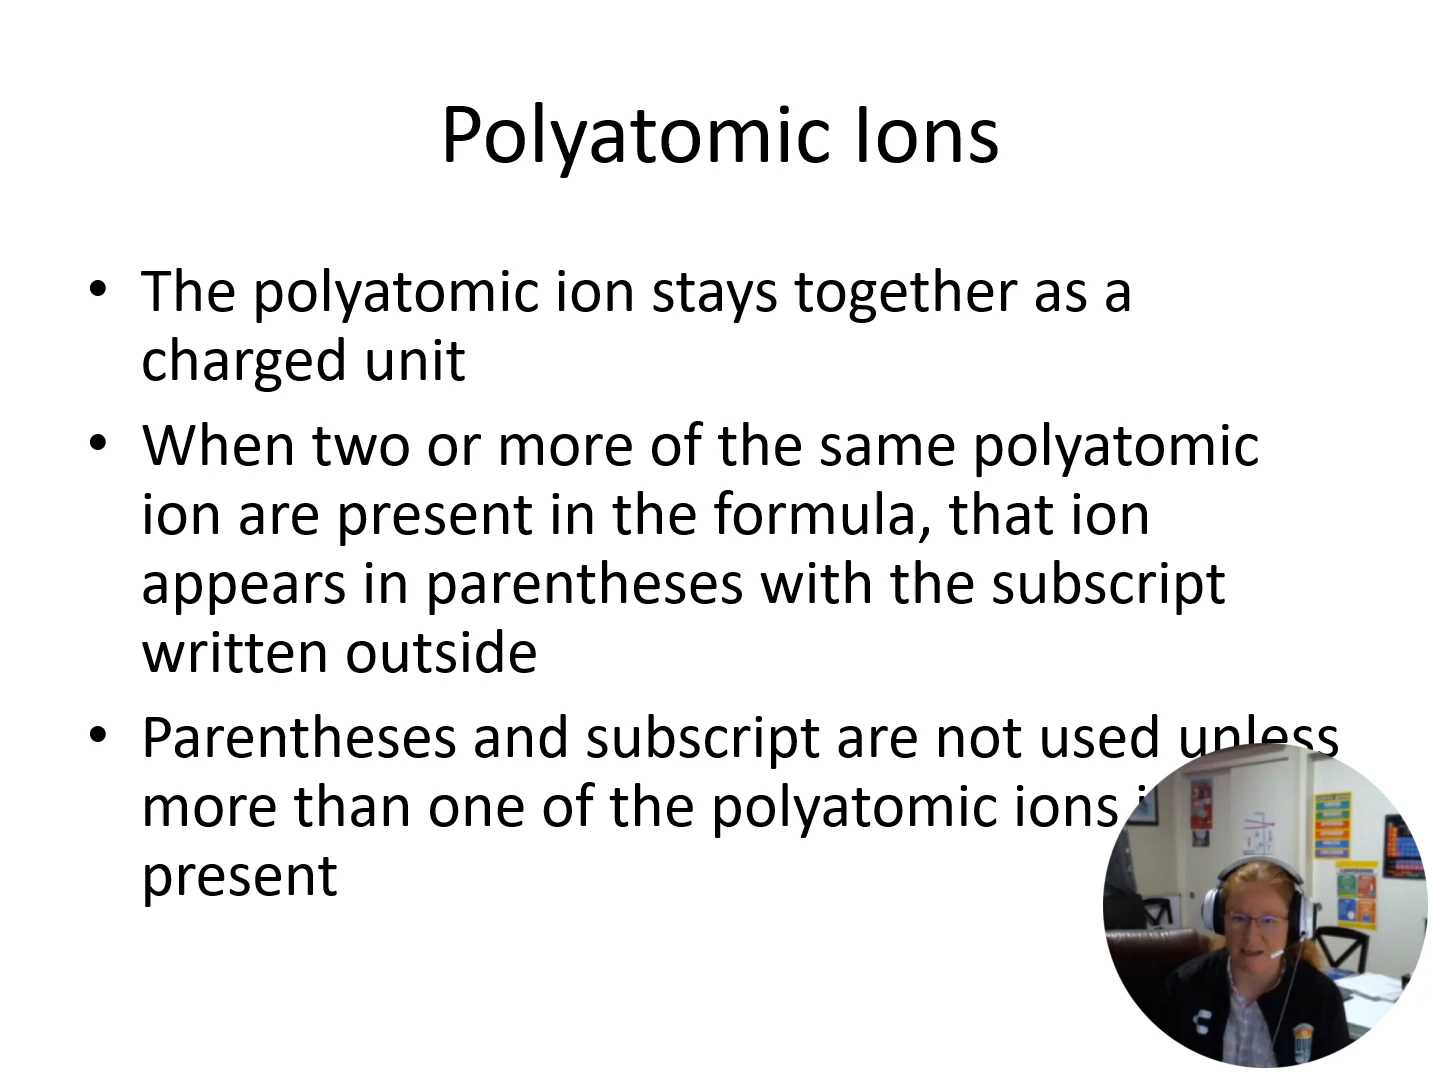 Polyatomic Ions
• The polyatomic ion stays together as a
charged unit
• When two or more of the same polyatomic
ion are present in the formula, that ion
appears in parentheses with the subscript
written outside
• Parentheses and subscript are not used unless
more than one of the polyatomic ions
present